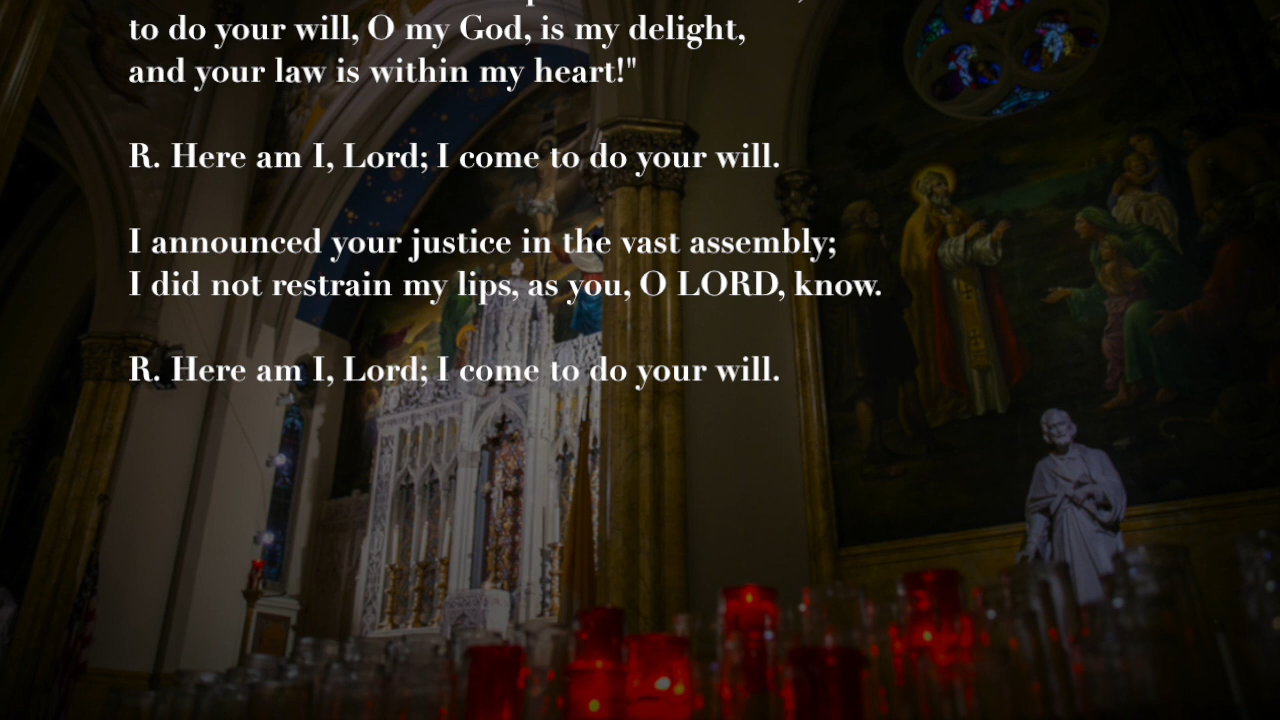 to do your will, O my God, is my delight,
and your law is within my heart!"
R. Here am I, Lord; I come to do your will.
I announced your justice in the vast assembly;
I did not restrain my lips, as you, O LORD, know.
R. Here am I, Lord; I come to do your will.